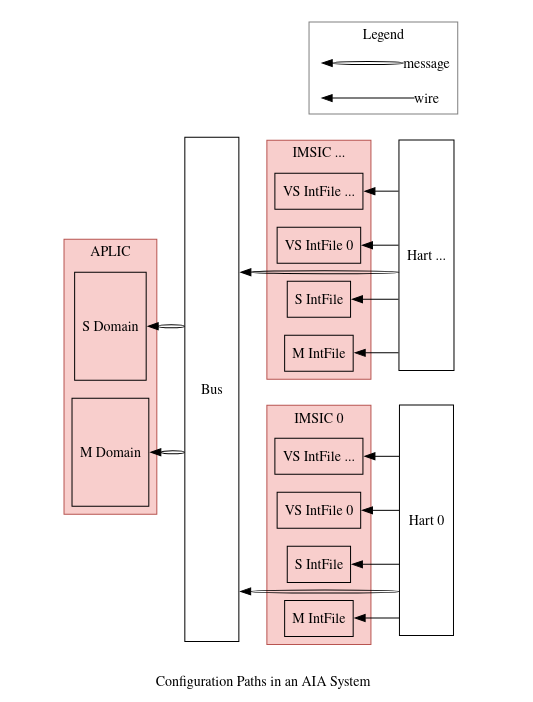 Legend
message
wire
IMSIC ...
VS IntFile ...
VS IntFile 0
Hart ...
S IntFile
M IntFile
APLIC
S Domain
M Domain
Bus
IMSIC 0
VS IntFile ...
VS IntFile 0
Hart 0
S IntFile
M IntFile
Configuration Paths in an AIA System